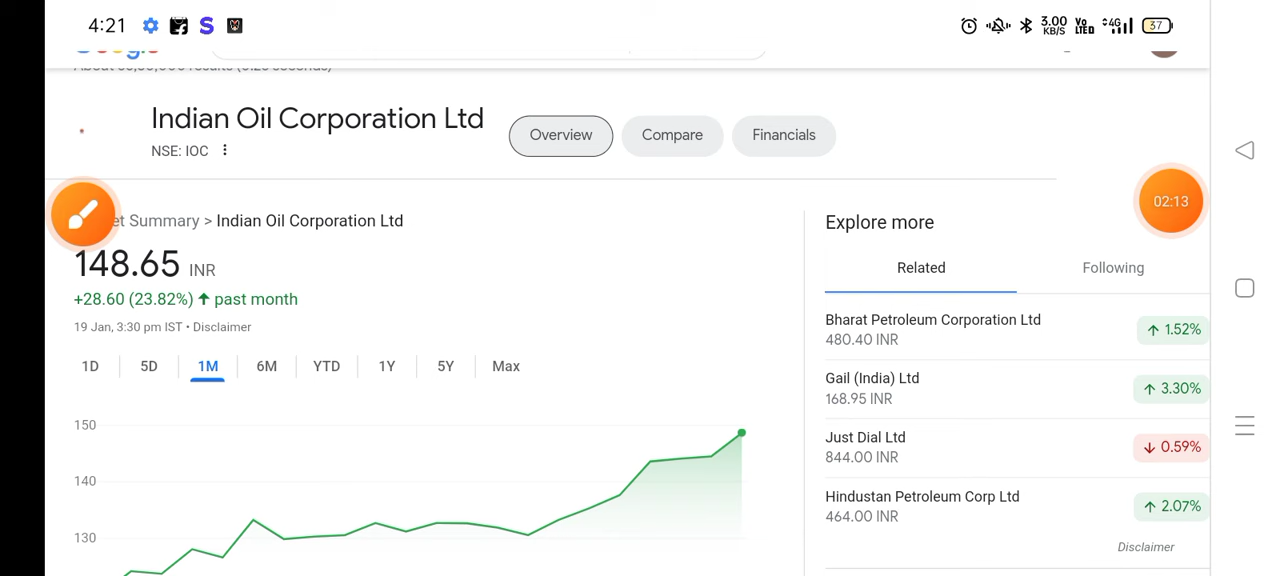 4:21
3.00 KB/S
Vo LTED
4G
37
Indian Oil Corporation Ltd
NSE: IOC
Overview
Compare
Financials
02:13
Summary > Indian Oil Corporation Ltd
148.65 INR
+28.60 (23.82%) ↑ past month
19 Jan, 3:30 pm IST • Disclaimer
1D
5D
1M
6M
YTD
1Y
5Y
Max
150
140
130
Explore more
Related
Following
Bharat Petroleum Corporation Ltd
480.40 INR
↑ 1.52%
Gail (India) Ltd
168.95 INR
↑ 3.30%
Just Dial Ltd
844.00 INR
↓ 0.59%
Hindustan Petroleum Corp Ltd
464.00 INR
↑ 2.07%
Disclaimer